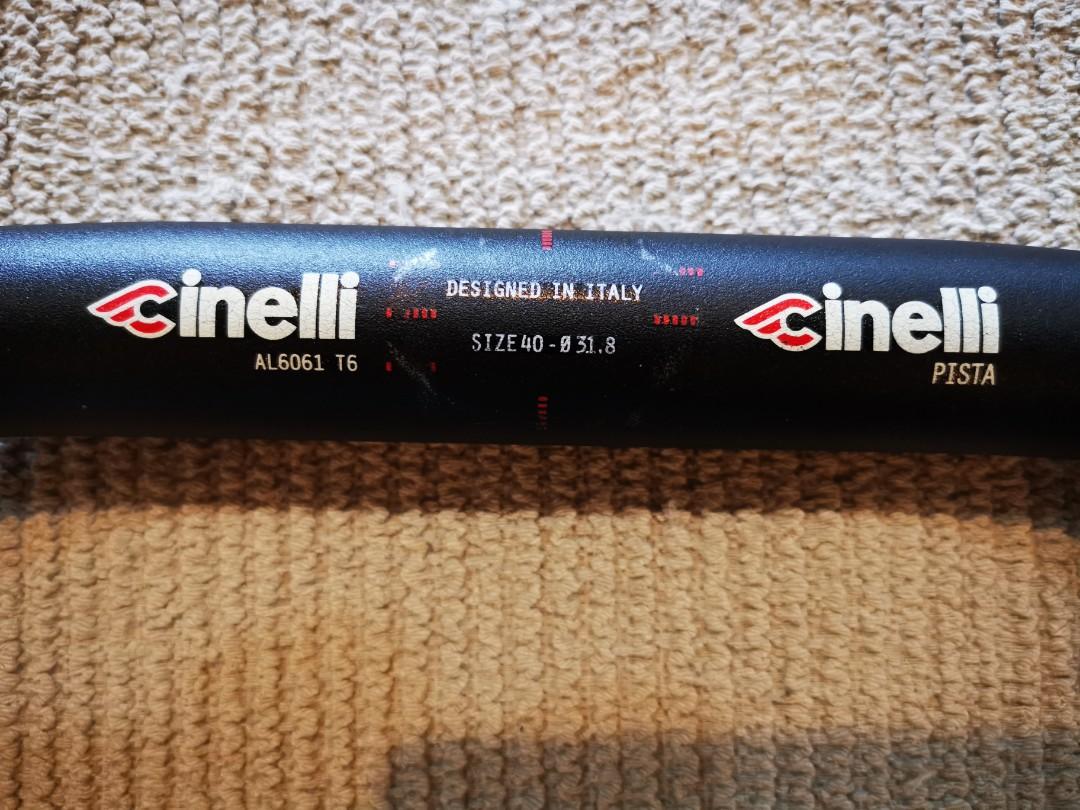 cinelli
AL6061 T6
DESIGNED IN ITALY
SIZE 40 - Ø 31.8
cinelli
PISTA